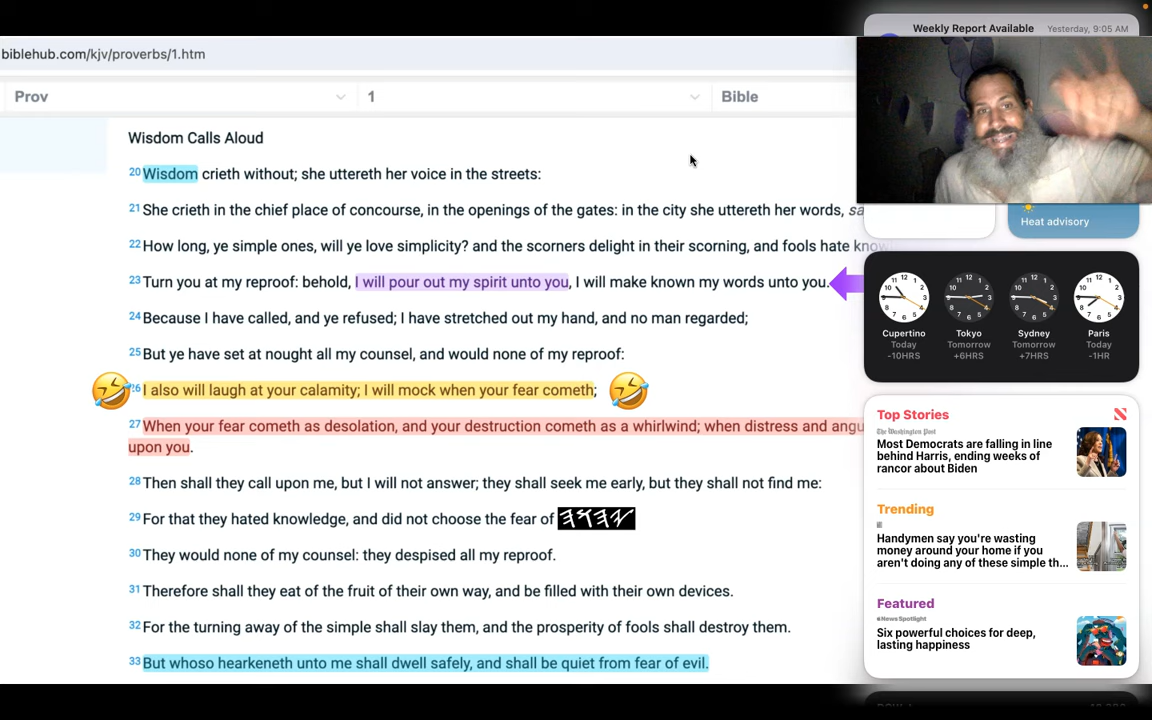 biblehub.com/kjv/proverbs/1.htm
Prov
1
Bible
Wisdom Calls Aloud
20 Wisdom crieth without; she uttereth her voice in the streets:
21 She crieth in the chief place of concourse, in the openings of the gates: in the city she uttereth her words, sa
22 How long, ye simple ones, will ye love simplicity? and the scorners delight in their scorning, and fools hate know
23 Turn you at my reproof: behold, I will pour out my spirit unto you, I will make known my words unto you.
24 Because I have called, and ye refused; I have stretched out my hand, and no man regarded;
25 But ye have set at nought all my counsel, and would none of my reproof:
26 I also will laugh at your calamity; I will mock when your fear cometh;
27 When your fear cometh as desolation, and your destruction cometh as a whirlwind; when distress and angu
upon you.
28 Then shall they call upon me, but I will not answer; they shall seek me early, but they shall not find me:
29 For that they hated knowledge, and did not choose the fear of 𐤉𐤄𐤅𐤄
30 They would none of my counsel: they despised all my reproof.
31 Therefore shall they eat of the fruit of their own way, and be filled with their own devices.
32 For the turning away of the simple shall slay them, and the prosperity of fools shall destroy them.
33 But whoso hearkeneth unto me shall dwell safely, and shall be quiet from fear of evil.
Weekly Report Available Yesterday, 9:05 AM
Heat advisory
Cupertino Tokyo Sydney Paris
Today Tomorrow Tomorrow Today
-10HRS +6HRS +7HRS -1HR
Top Stories
The Washington Post
Most Democrats are falling in line
behind Harris, ending weeks of
rancor about Biden
Trending
Handymen say you're wasting
money around your home if you
aren't doing any of these simple th...
Featured
News Spotlight
Six powerful choices for deep,
lasting happiness